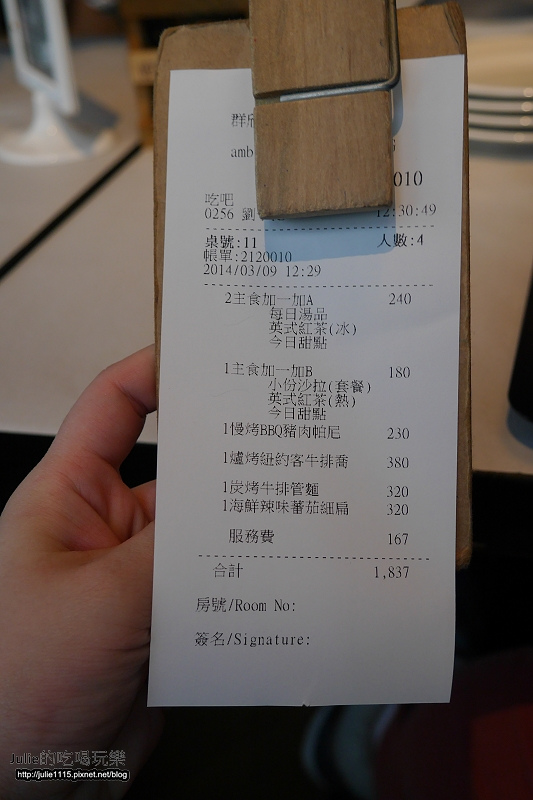 群欣
amb
010
吃吧
0256 劉 12:30:49
桌號:11 人數:4
帳單:2120010
2014/03/09 12:29
2主食加一加A 240
每日湯品
英式紅茶(冰)
今日甜點
1主食加一加B 180
小份沙拉(套餐)
英式紅茶(熱)
今日甜點
1慢烤BBQ豬肉帕尼 230
1爐烤紐約客牛排喬 380
1炭烤牛排管麵 320
1海鮮辣味蕃茄細扁 320
服務費 167
合計 1,837
房號/Room No:
簽名/Signature:
Julie的吃喝玩樂
http://julie1115.pixnet.net/blog